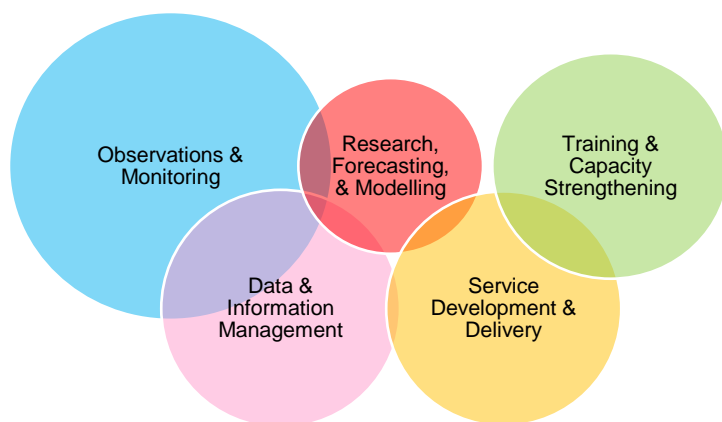 Observations &
Monitoring
Research,
Forecasting,
& Modelling
Training &
Capacity
Strengthening
Data &
Information
Management
Service
Development &
Delivery